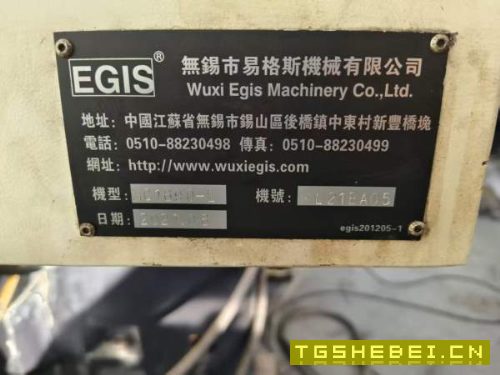 EGIS®
無錫市易格斯機械有限公司
Wuxi Egis Machinery Co.,Ltd.
地址: 中國江蘇省無錫市錫山區後橋鎮中東村新豐橋堍
電話: 0510-88230498 傳真: 0510-88230499
網址: http://www.wuxiegis.com
機型: 機號:
日期:
egis201205-1
TGSHEBEI.CN